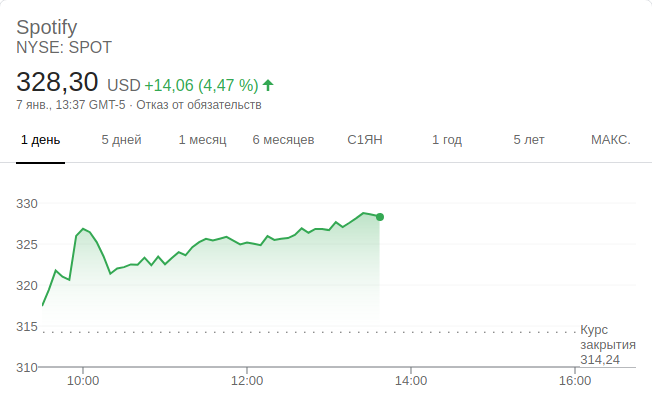 Spotify
NYSE: SPOT
328,30 USD +14,06 (4,47 %)
7 янв., 13:37 GMT-5 · Отказ от обязательств
1 день 5 дней 1 месяц 6 месяцев С1ЯН 1 год 5 лет МАКС.
330
325
320
315
310
Курс
закрытия
314,24
10:00 12:00 14:00 16:00